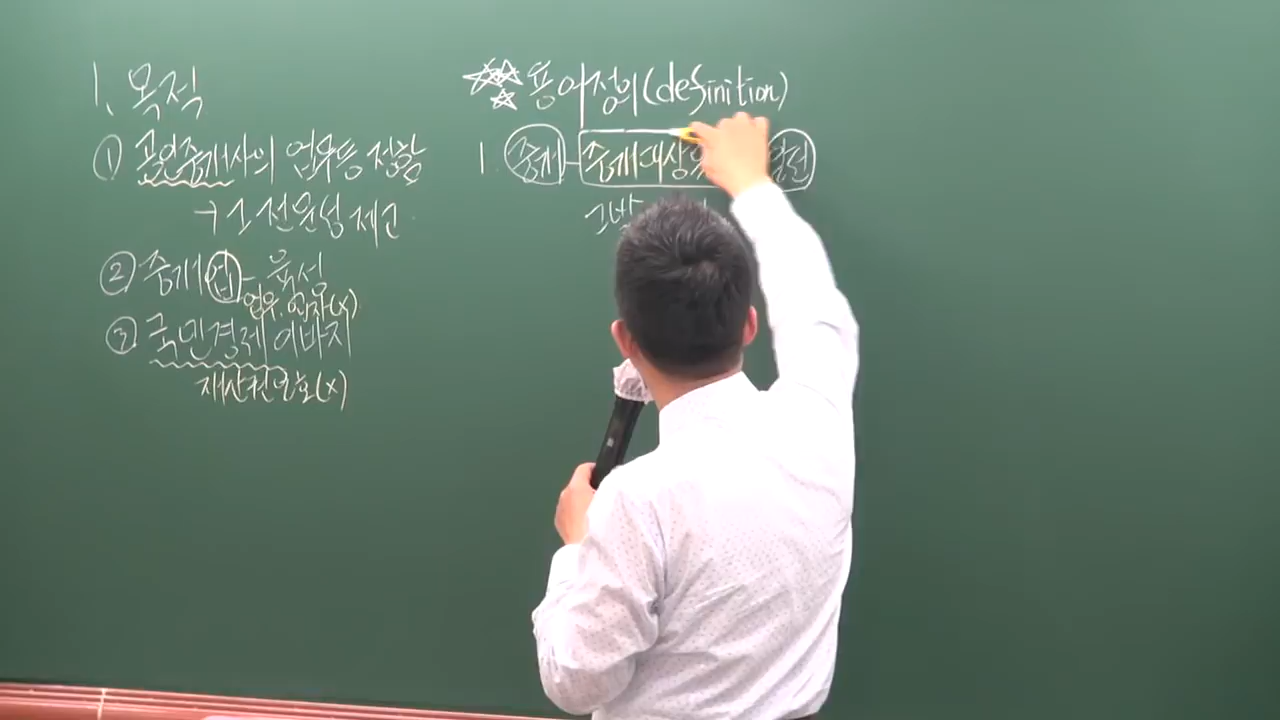 1. 목적
① 공인중개사의 업무등 정함
→ 그 전문성 제고
② 중개업 - 육성
업무, 업자(x)
③ 국민경제 이바지
재산권 보호(x)
용어정의(definition)
1. 중개 - 중개대상
그밖